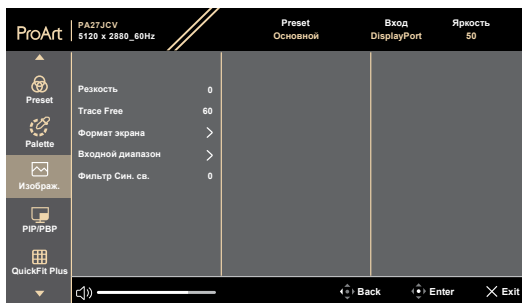 ProArt
PA27JCV
5120 x 2880_60Hz
Preset
Основной
Вход
DisplayPort
Яркость
50
Preset
Palette
Изображ.
PIP/PBP
QuickFit Plus
Резкость 0
Trace Free 60
Формат экрана
Входной диапазон
Фильтр Син. св. 0
Back
Enter
Exit